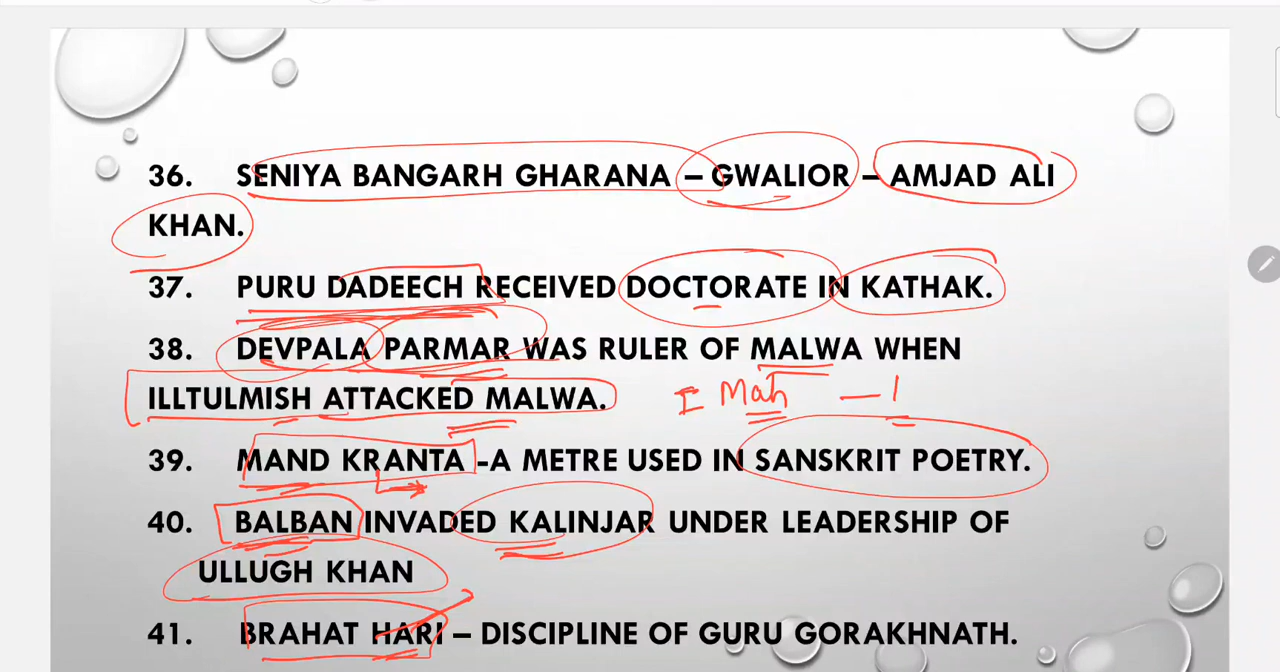 36. SENIYA BANGARH GHARANA – GWALIOR – AMJAD ALI
KHAN.
37. PURU DADEECH RECEIVED DOCTORATE IN KATHAK.
38. DEVPALA PARMAR WAS RULER OF MALWA WHEN
ILLTULMISH ATTACKED MALWA.
I Mah – 1
39. MAND KRANTA -A METRE USED IN SANSKRIT POETRY.
40. BALBAN INVADED KALINJAR UNDER LEADERSHIP OF
ULLUGH KHAN
41. BRAHAT HARI – DISCIPLINE OF GURU GORAKHNATH.